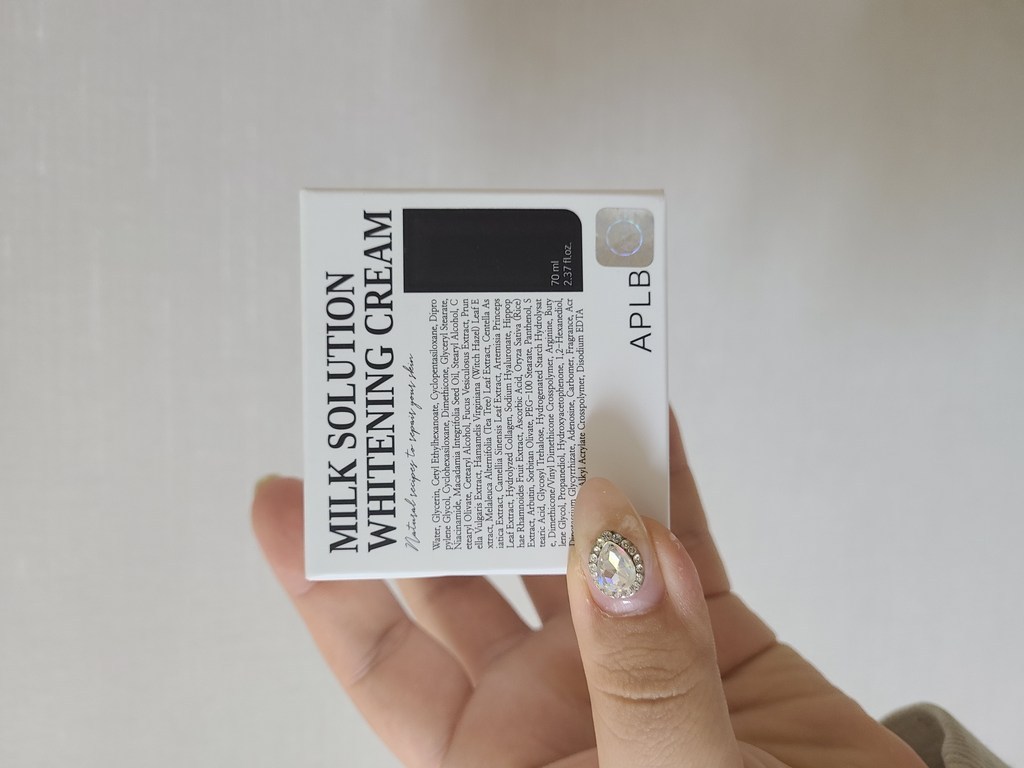 MILK SOLUTION
WHITENING CREAM
Natural recipes to repair your skin
Water, Glycerin, Cetyl Ethylhexanoate, Cyclopentasiloxane, Dipro
pylene Glycol, Cyclohexasiloxane, Dimethicone, Glyceryl Stearate,
Niacinamide, Macadamia Integrifolia Seed Oil, Stearyl Alcohol, C
etearyl Olivate, Cetearyl Alcohol, Fucus Vesiculosus Extract, Prun
ella Vulgaris Extract, Hamamelis Virginiana (Witch Hazel) Leaf E
xtract, Melaleuca Alternifolia (Tea Tree) Leaf Extract, Centella As
iatica Extract, Camellia Sinensis Leaf Extract, Artemisia Princeps
Leaf Extract, Hydrolyzed Collagen, Sodium Hyaluronate, Hippop
hae Rhamnoides Fruit Extract, Ascorbic Acid, Oryza Sativa (Rice)
Extract, Arbutin, Sorbitan Olivate, PEG-100 Stearate, Panthenol, S
tearic Acid, Glycosyl Trehalose, Hydrogenated Starch Hydrolysat
e, Dimethicone/Vinyl Dimethicone Crosspolymer, Arginine, Buty
lene Glycol, Propanediol, Hydroxyacetophenone, 1,2-Hexanediol,
Glycyrrhizate, Adenosine, Carbomer, Fragrance, Acr
Alkyl Acrylate Crosspolymer, Disodium EDTA
70 ml
2.37 fl.oz.
APLB